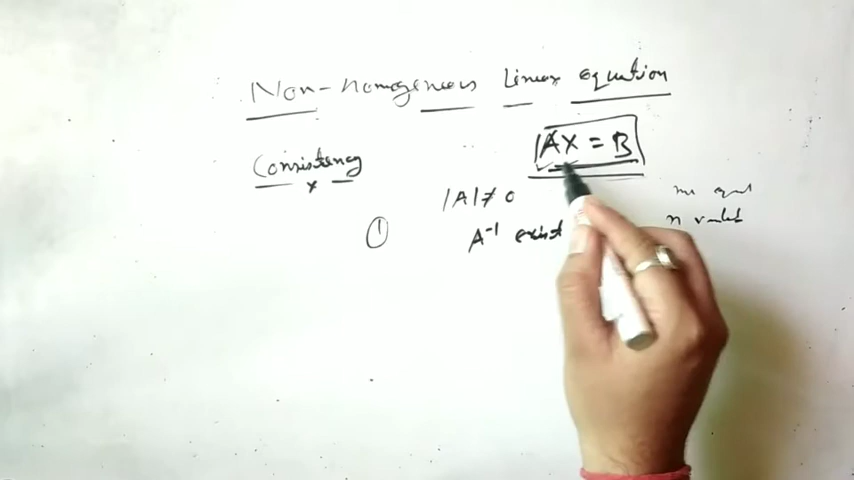 Non-homogeneous Linear equation
Consistency
AX = B
|A| ≠ 0
①
A⁻¹ exist
n